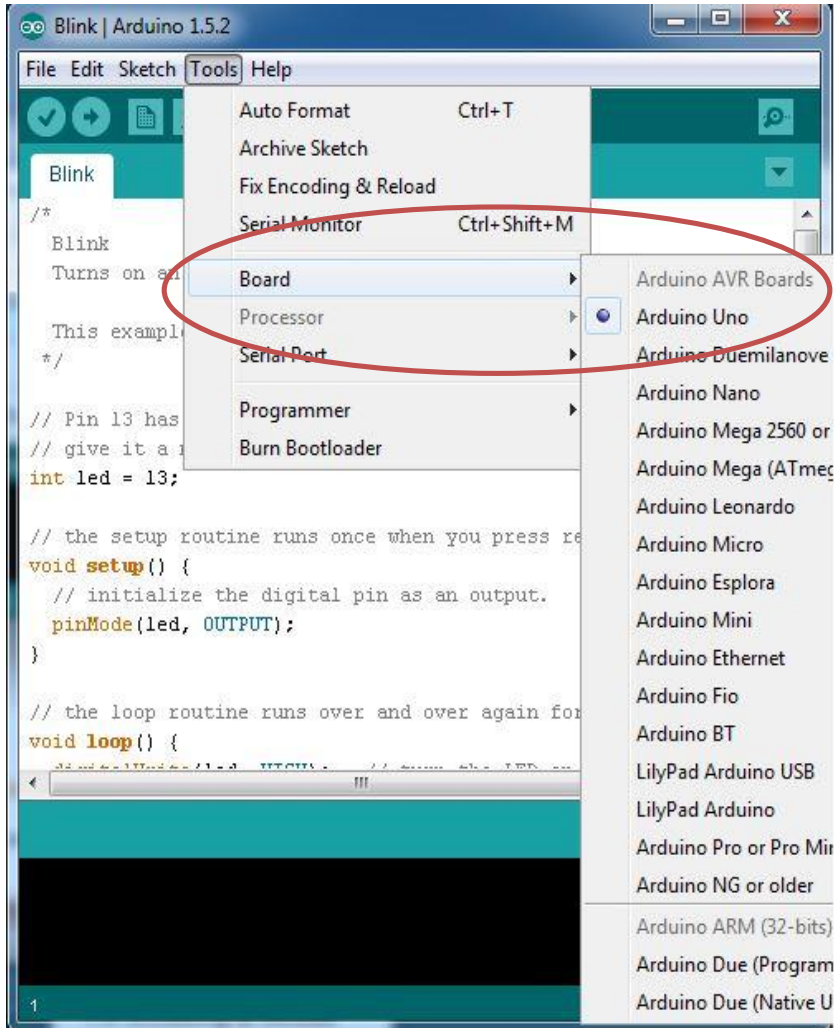 Blink | Arduino 1.5.2
File Edit Sketch Tools Help
Auto Format Ctrl+T
Archive Sketch
Fix Encoding & Reload
Serial Monitor Ctrl+Shift+M
Board
Processor
Serial Port
Programmer
Burn Bootloader
Arduino AVR Boards
Arduino Uno
Arduino Duemilanove
Arduino Nano
Arduino Mega 2560 or
Arduino Mega (ATmeg
Arduino Leonardo
Arduino Micro
Arduino Esplora
Arduino Mini
Arduino Ethernet
Arduino Fio
Arduino BT
LilyPad Arduino USB
LilyPad Arduino
Arduino Pro or Pro Min
Arduino NG or older
Arduino ARM (32-bits)
Arduino Due (Program
Arduino Due (Native U
Blink
/*
Blink
Turns on an
This example
*/
// Pin 13 has
// give it a
int led = 13;
// the setup routine runs once when you press re
void setup() {
// initialize the digital pin as an output.
pinMode(led, OUTPUT);
}
// the loop routine runs over and over again for
void loop() {
1